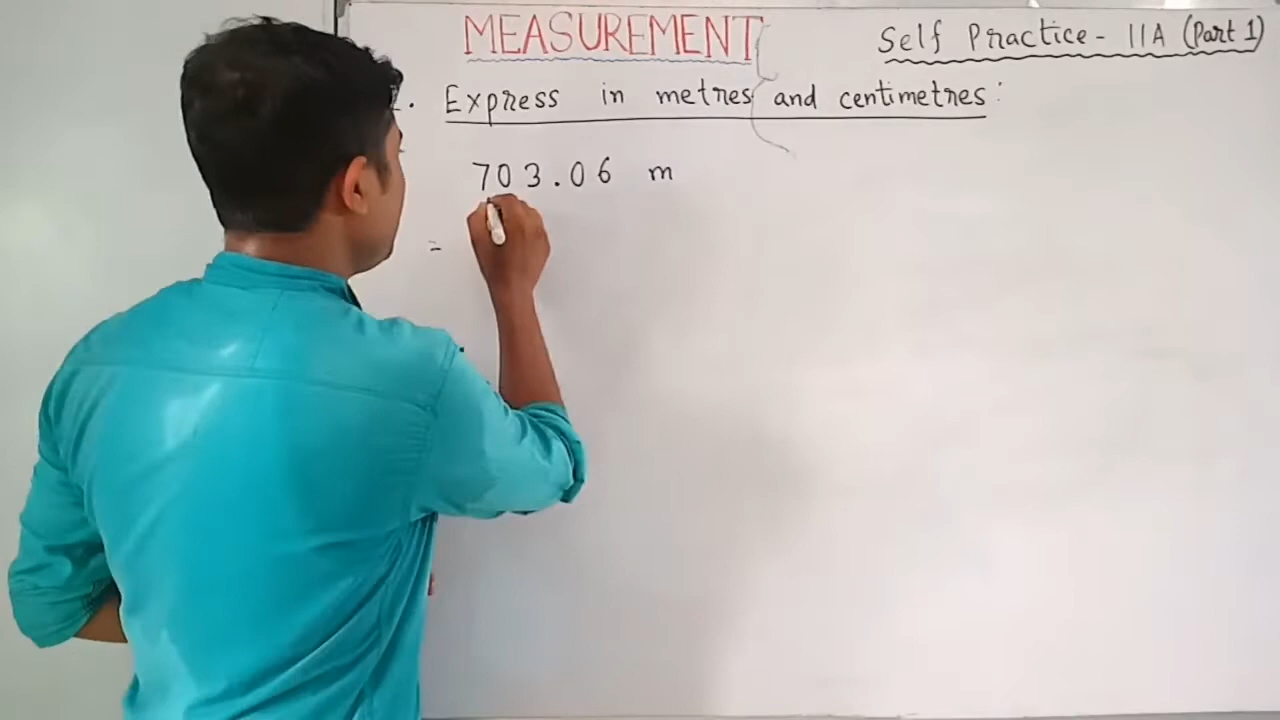 MEASUREMENT
Self Practice - 11A (Part 1)
Express in metres and centimetres :
703.06 m
=